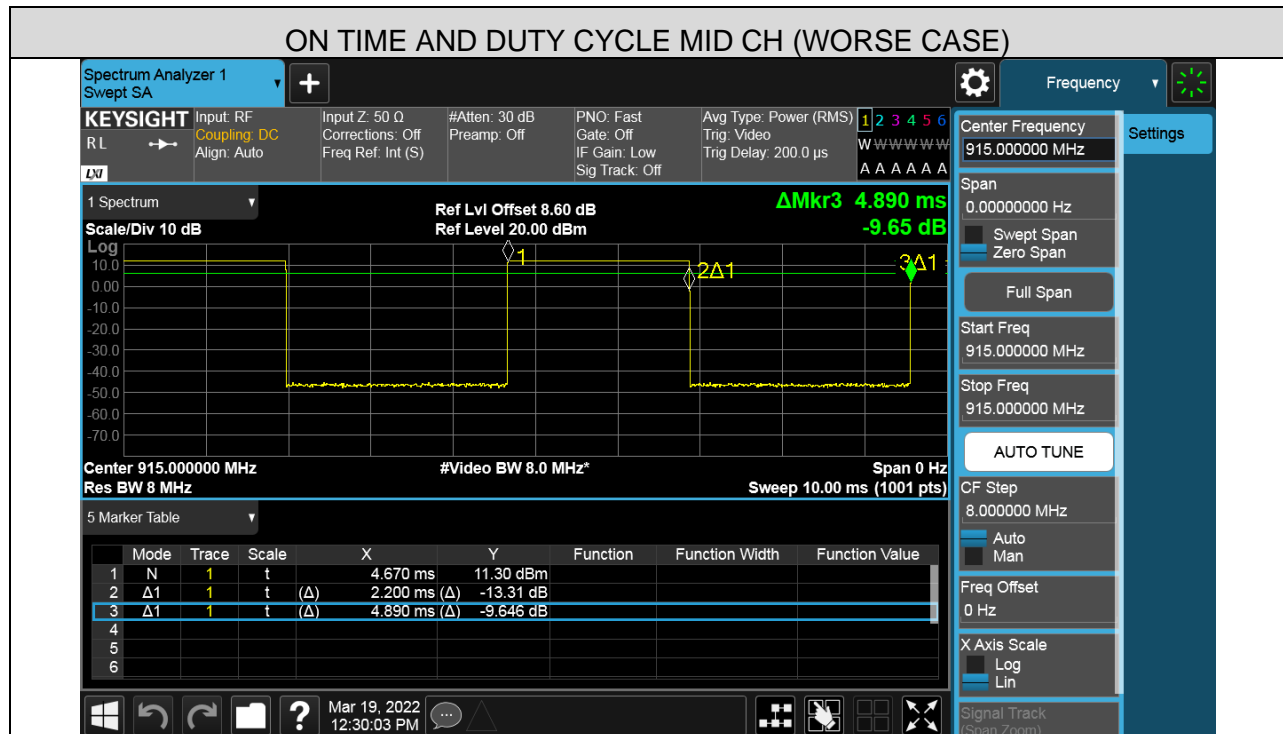 ON TIME AND DUTY CYCLE MID CH (WORSE CASE)
Spectrum Analyzer 1
Swept SA
Frequency
KEYSIGHT
RL
LXI
Input: RF
Coupling: DC
Align: Auto
Input Z: 50 Ω
Corrections: Off
Freq Ref: Int (S)
#Atten: 30 dB
Preamp: Off
PNO: Fast
Gate: Off
IF Gain: Low
Sig Track: Off
Avg Type: Power (RMS)
Trig: Video
Trig Delay: 200.0 µs
1 2 3 4 5 6
W W W W W W
A A A A A A
1 Spectrum
Scale/Div 10 dB
Ref Lvl Offset 8.60 dB
Ref Level 20.00 dBm
ΔMkr3 4.890 ms
-9.65 dB
Log
10.0
0.00
-10.0
-20.0
-30.0
-40.0
-50.0
-60.0
-70.0
1
2Δ1
3Δ1
Center 915.000000 MHz
#Video BW 8.0 MHz*
Span 0 Hz
Res BW 8 MHz
Sweep 10.00 ms (1001 pts)
5 Marker Table
Mode Trace Scale X Y Function Function Width Function Value
1 N 1 t 4.670 ms 11.30 dBm
2 Δ1 1 t (Δ) 2.200 ms (Δ) -13.31 dB
3 Δ1 1 t (Δ) 4.890 ms (Δ) -9.646 dB
4
5
6
Mar 19, 2022
12:30:03 PM
Center Frequency
915.000000 MHz
Settings
Span
0.00000000 Hz
Swept Span
Zero Span
Full Span
Start Freq
915.000000 MHz
Stop Freq
915.000000 MHz
AUTO TUNE
CF Step
8.000000 MHz
Auto
Man
Freq Offset
0 Hz
X Axis Scale
Log
Lin
Signal Track
(Span Zoom)